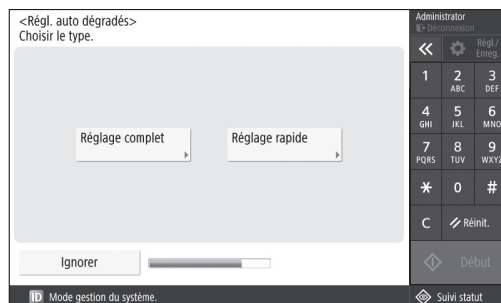 <Régl. auto dégradés>
Choisir le type.
Réglage complet
Réglage rapide
Ignorer
ID Mode gestion du système.
Administrator
Déconnexion
Régl./
Enreg.
1 2 3
ABC DEF
4 5 6
GHI JKL MNO
7 8 9
PQRS TUV WXYZ
* 0 #
C Réinit.
Début
Suivi statut